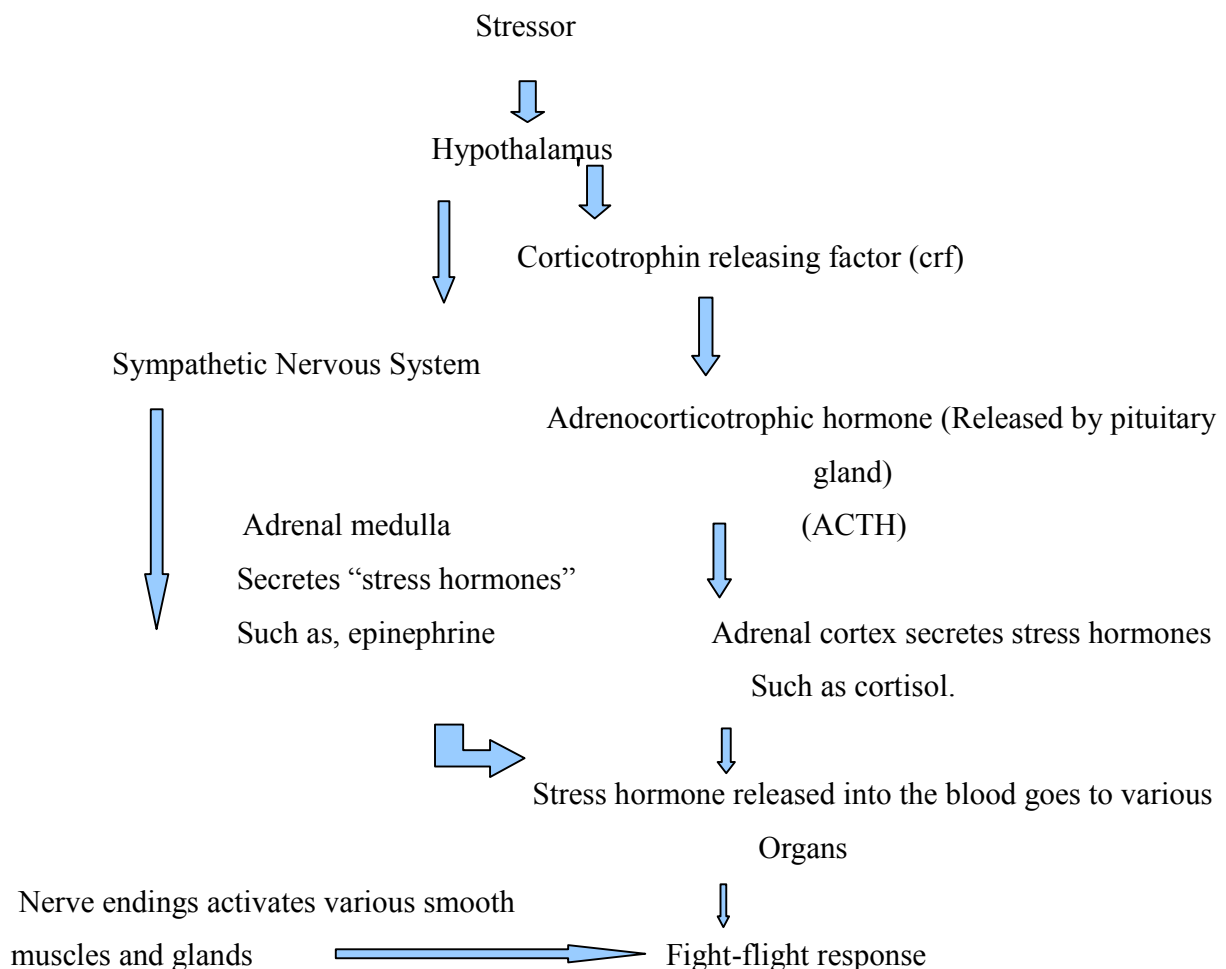 Stressor
Hypothalamus
Corticotrophin releasing factor (crf)
Sympathetic Nervous System
Adrenocorticotrophic hormone (Released by pituitary
gland)
(ACTH)
Adrenal medulla
Secretes “stress hormones”
Such as, epinephrine
Adrenal cortex secretes stress hormones
Such as cortisol.
Stress hormone released into the blood goes to various
Organs
Nerve endings activates various smooth
muscles and glands
Fight-flight response